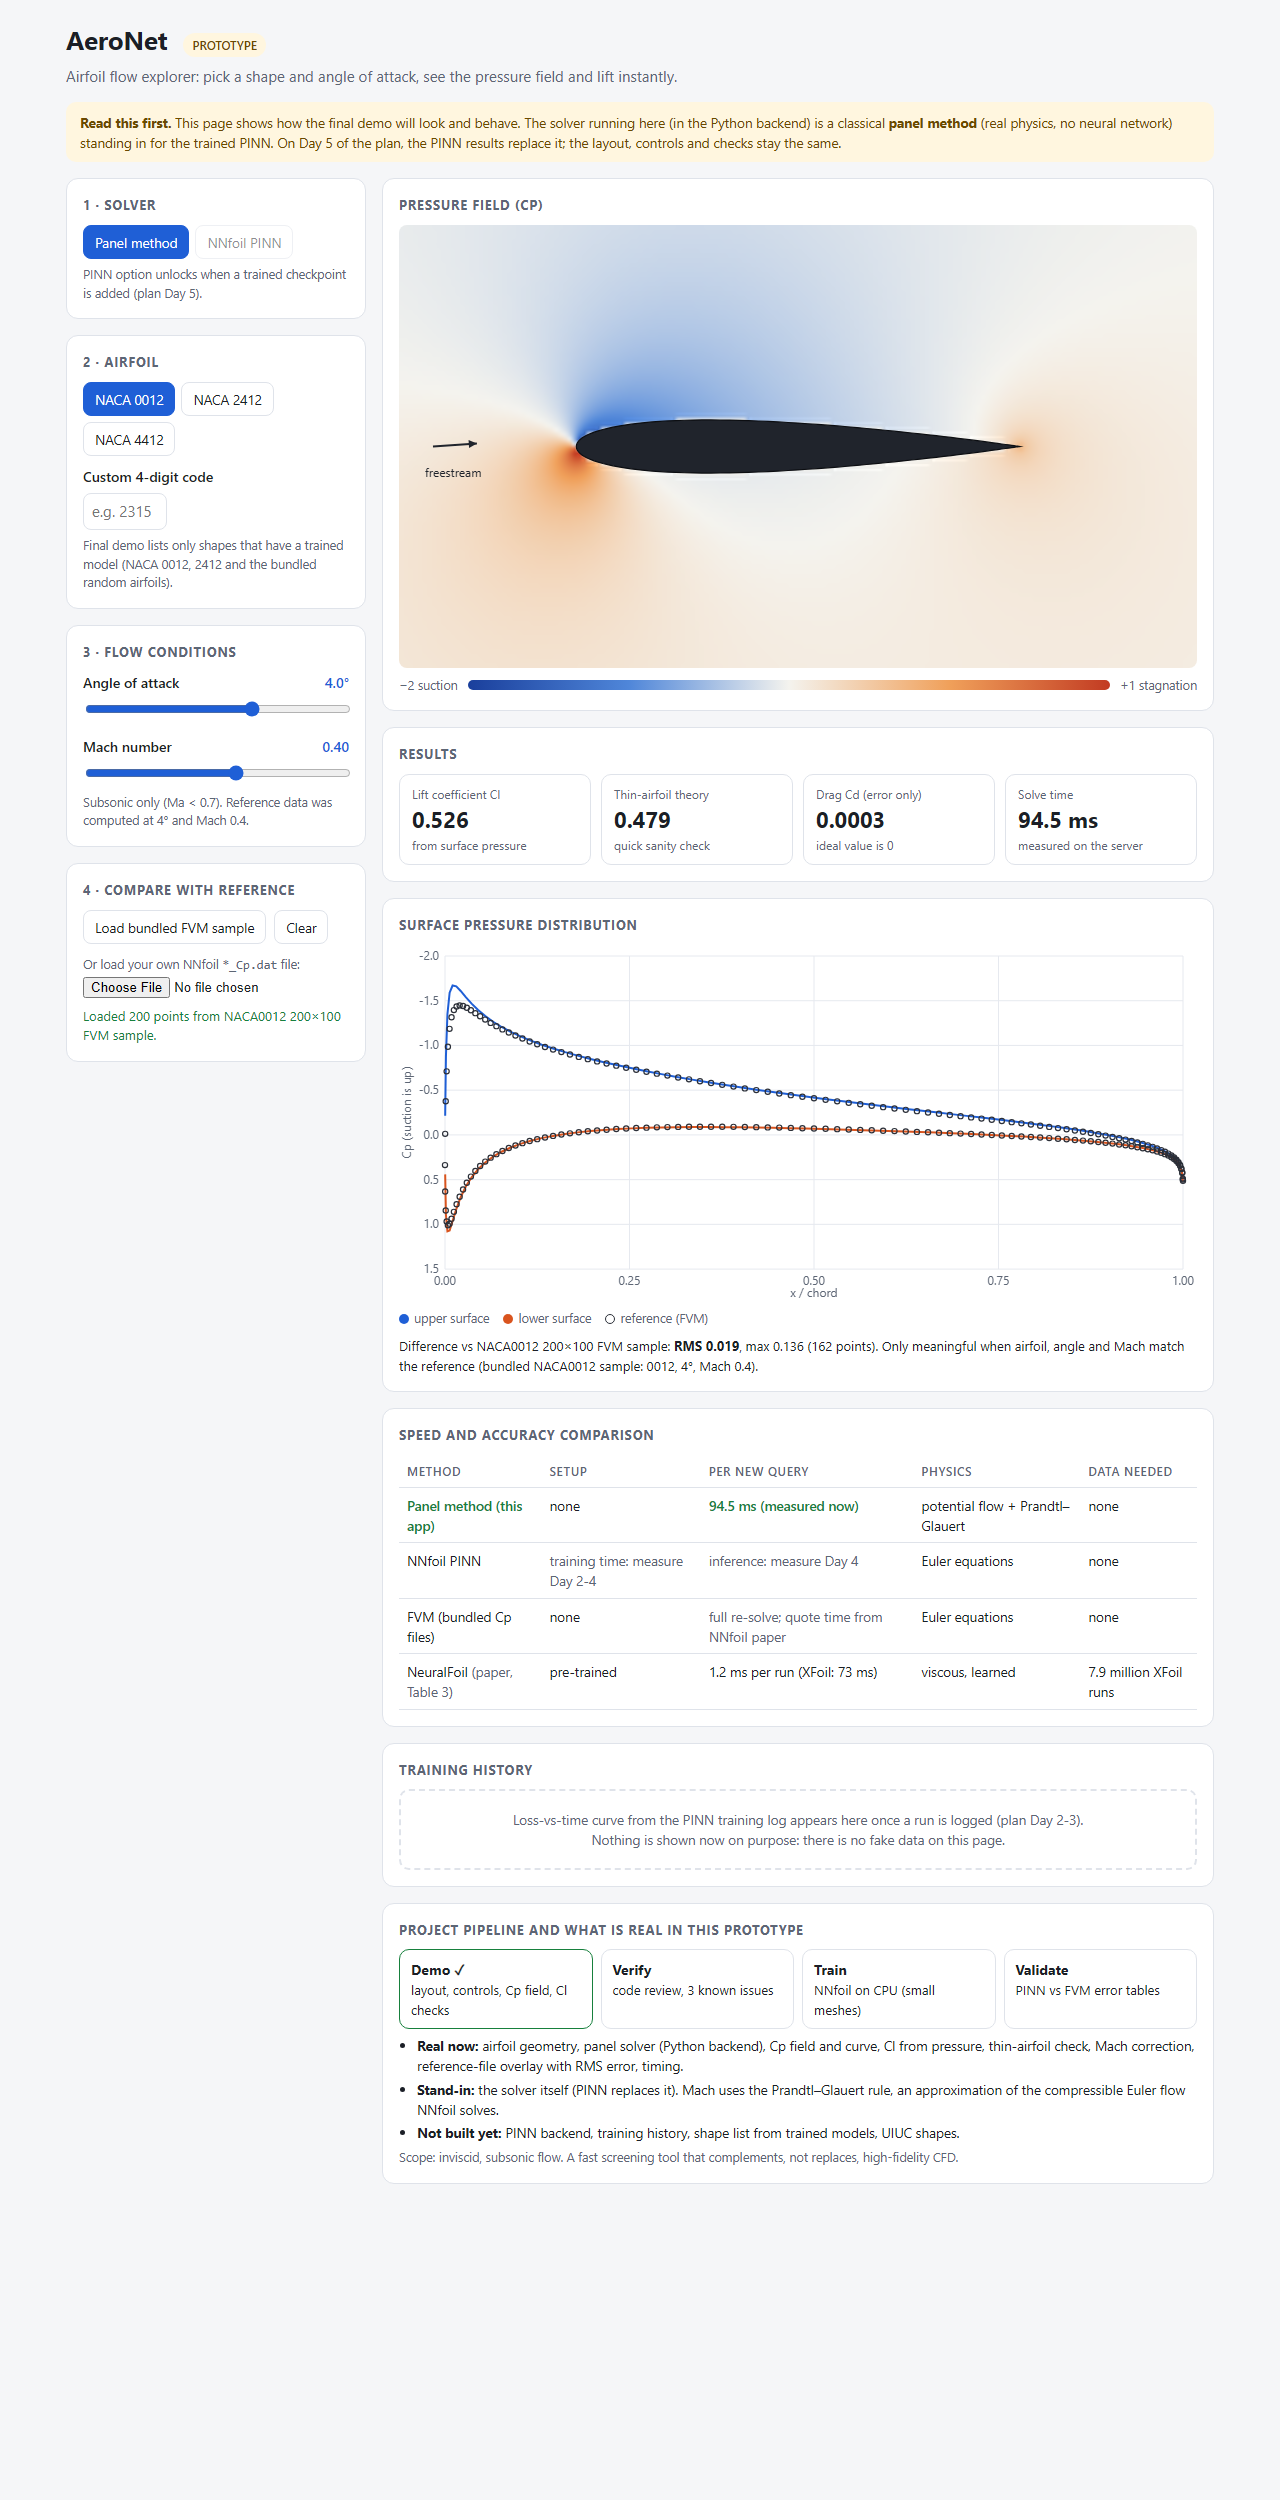 AeroNet PROTOTYPE
Airfoil flow explorer: pick a shape and angle of attack, see the pressure field and lift instantly.
Read this first. This page shows how the final demo will look and behave. The solver running here (in the Python backend) is a classical panel method (real physics, no neural network)
standing in for the trained PINN. On Day 5 of the plan, the PINN results replace it; the layout, controls and checks stay the same.
1 · SOLVER
Panel method NNfoil PINN
PINN option unlocks when a trained checkpoint
is added (plan Day 5).
2 · AIRFOIL
NACA 0012 NACA 2412
NACA 4412
Custom 4-digit code
e.g. 2315
Final demo lists only shapes that have a trained
model (NACA 0012, 2412 and the bundled
random airfoils).
3 · FLOW CONDITIONS
Angle of attack 4.0°
Mach number 0.40
Subsonic only (Ma < 0.7). Reference data was
computed at 4° and Mach 0.4.
4 · COMPARE WITH REFERENCE
Load bundled FVM sample Clear
Or load your own NNfoil *_Cp.dat file:
Choose File No file chosen
Loaded 200 points from NACA0012 200×100
FVM sample.
PRESSURE FIELD (CP)
freestream
−2 suction +1 stagnation
RESULTS
Lift coefficient Cl
0.526
from surface pressure
Thin-airfoil theory
0.479
quick sanity check
Drag Cd (error only)
0.0003
ideal value is 0
Solve time
94.5 ms
measured on the server
SURFACE PRESSURE DISTRIBUTION
-2.0
-1.5
-1.0
-0.5
0.0
0.5
1.0
1.5
Cp (suction is up)
0.00 0.25 0.50 0.75 1.00
x / chord
upper surface lower surface reference (FVM)
Difference vs NACA0012 200×100 FVM sample: RMS 0.019, max 0.136 (162 points). Only meaningful when airfoil, angle and Mach match
the reference (bundled NACA0012 sample: 0012, 4°, Mach 0.4).
SPEED AND ACCURACY COMPARISON
METHOD SETUP PER NEW QUERY PHYSICS DATA NEEDED
Panel method (this none 94.5 ms (measured now) potential flow + Prandtl–
app) Glauert none
NNfoil PINN training time: measure inference: measure Day 4 Euler equations none
Day 2-4
FVM (bundled Cp none full re-solve; quote time from Euler equations none
files) NNfoil paper
NeuralFoil (paper, pre-trained 1.2 ms per run (XFoil: 73 ms) viscous, learned 7.9 million XFoil
Table 3) runs
TRAINING HISTORY
Loss-vs-time curve from the PINN training log appears here once a run is logged (plan Day 2-3).
Nothing is shown now on purpose: there is no fake data on this page.
PROJECT PIPELINE AND WHAT IS REAL IN THIS PROTOTYPE
Demo ✓
layout, controls, Cp field, Cl
checks
Verify
code review, 3 known issues
Train
NNfoil on CPU (small
meshes)
Validate
PINN vs FVM error tables
• Real now: airfoil geometry, panel solver (Python backend), Cp field and curve, Cl from pressure, thin-airfoil check, Mach correction,
reference-file overlay with RMS error, timing.
• Stand-in: the solver itself (PINN replaces it). Mach uses the Prandtl–Glauert rule, an approximation of the compressible Euler flow
NNfoil solves.
• Not built yet: PINN backend, training history, shape list from trained models, UIUC shapes.
Scope: inviscid, subsonic flow. A fast screening tool that complements, not replaces, high-fidelity CFD.